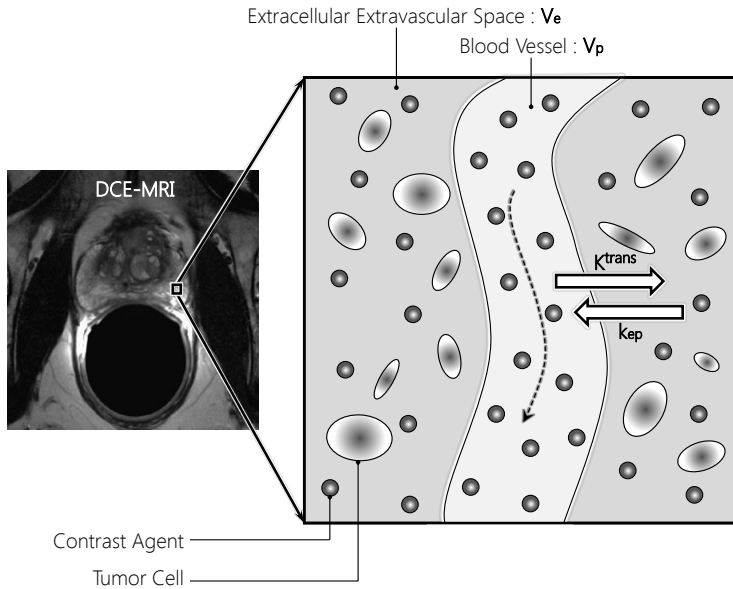 Extracellular Extravascular Space : Ve
Blood Vessel : Vp
DCE-MRI
Ktrans
kep
Contrast Agent
Tumor Cell